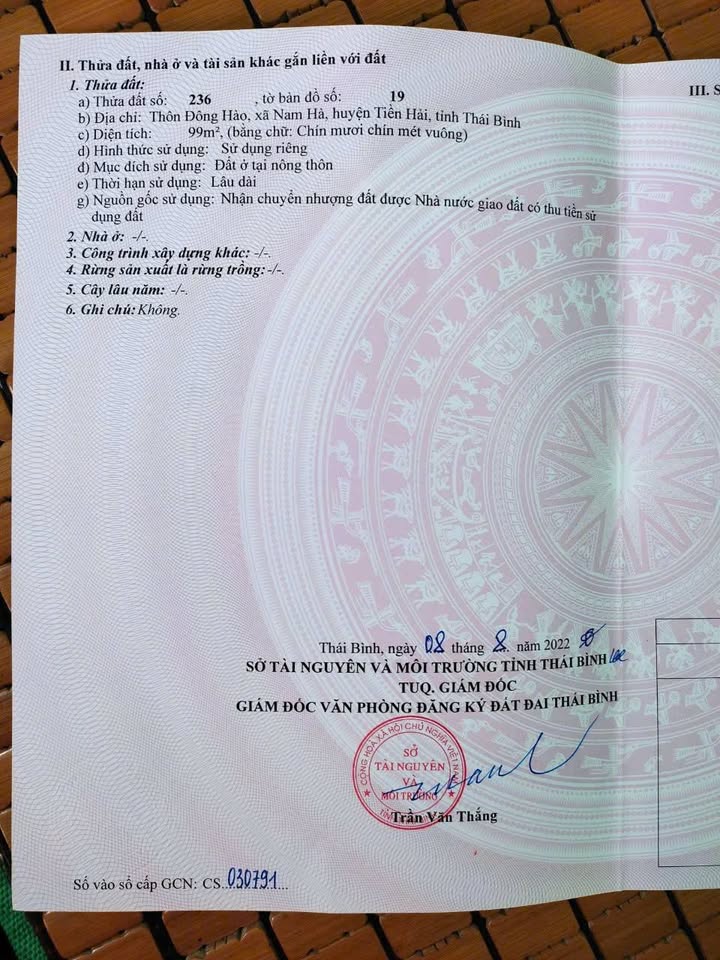 II. Thửa đất, nhà ở và tài sản khác gắn liền với đất
1. Thửa đất:
a) Thửa đất số: 236 , tờ bản đồ số: 19
b) Địa chỉ: Thôn Đông Hào, xã Nam Hà, huyện Tiền Hải, tỉnh Thái Bình
c) Diện tích: 99m², (bằng chữ: Chín mươi chín mét vuông)
d) Hình thức sử dụng: Sử dụng riêng
đ) Mục đích sử dụng: Đất ở tại nông thôn
e) Thời hạn sử dụng: Lâu dài
g) Nguồn gốc sử dụng: Nhận chuyển nhượng đất được Nhà nước giao đất có thu tiền sử
dụng đất
2. Nhà ở: -/-.
3. Công trình xây dựng khác: -/-.
4. Rừng sản xuất là rừng trồng: -/-.
5. Cây lâu năm: -/-.
6. Ghi chú: Không.
III. S
Thái Bình, ngày 08 tháng 8. năm 2022
SỞ TÀI NGUYÊN VÀ MÔI TRƯỜNG TỈNH THÁI BÌNH
TUQ. GIÁM ĐỐC
GIÁM ĐỐC VĂN PHÒNG ĐĂNG KÝ ĐẤT ĐAI THÁI BÌNH
CỘNG HÒA XÃ HỘI CHỦ NGHĨA VIỆT NAM
SỞ
TÀI NGUYÊN
VÀ
MÔI TRƯỜNG
Trần Văn Thắng
Số vào sổ cấp GCN: CS..030791...